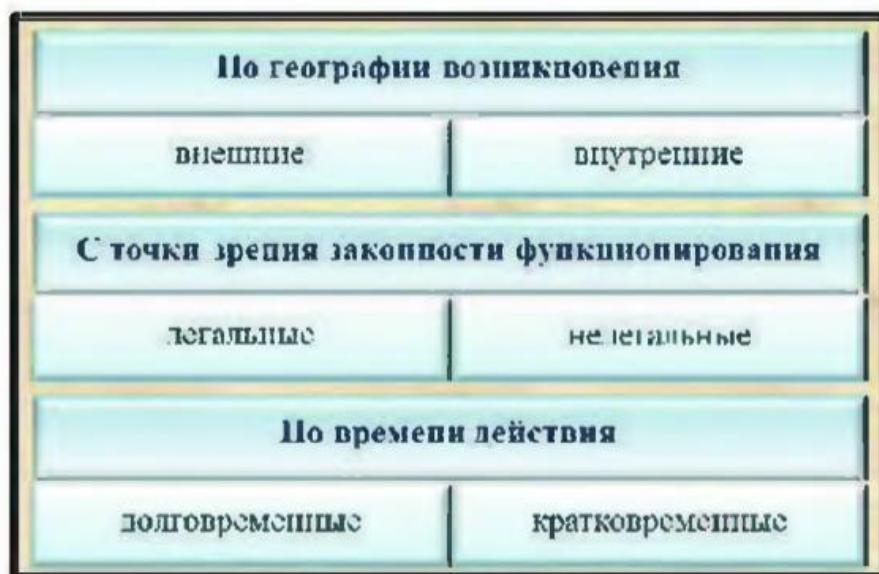 По географии возникновения
внешние внутренние
С точки зрения законности функционирования
легальные нелегальные
По времени действия
долговременные кратковременные